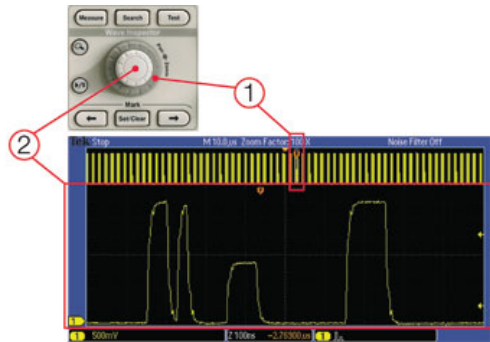 Measure Search Test
Wave Inspector
Pan Zoom
Mark
← Set/Clear →
1
2
Tek Stop M 10.0µs Zoom Factor: 100 X Noise Filter Off
1
1 500mV Z 100ns -2.76900µs 1